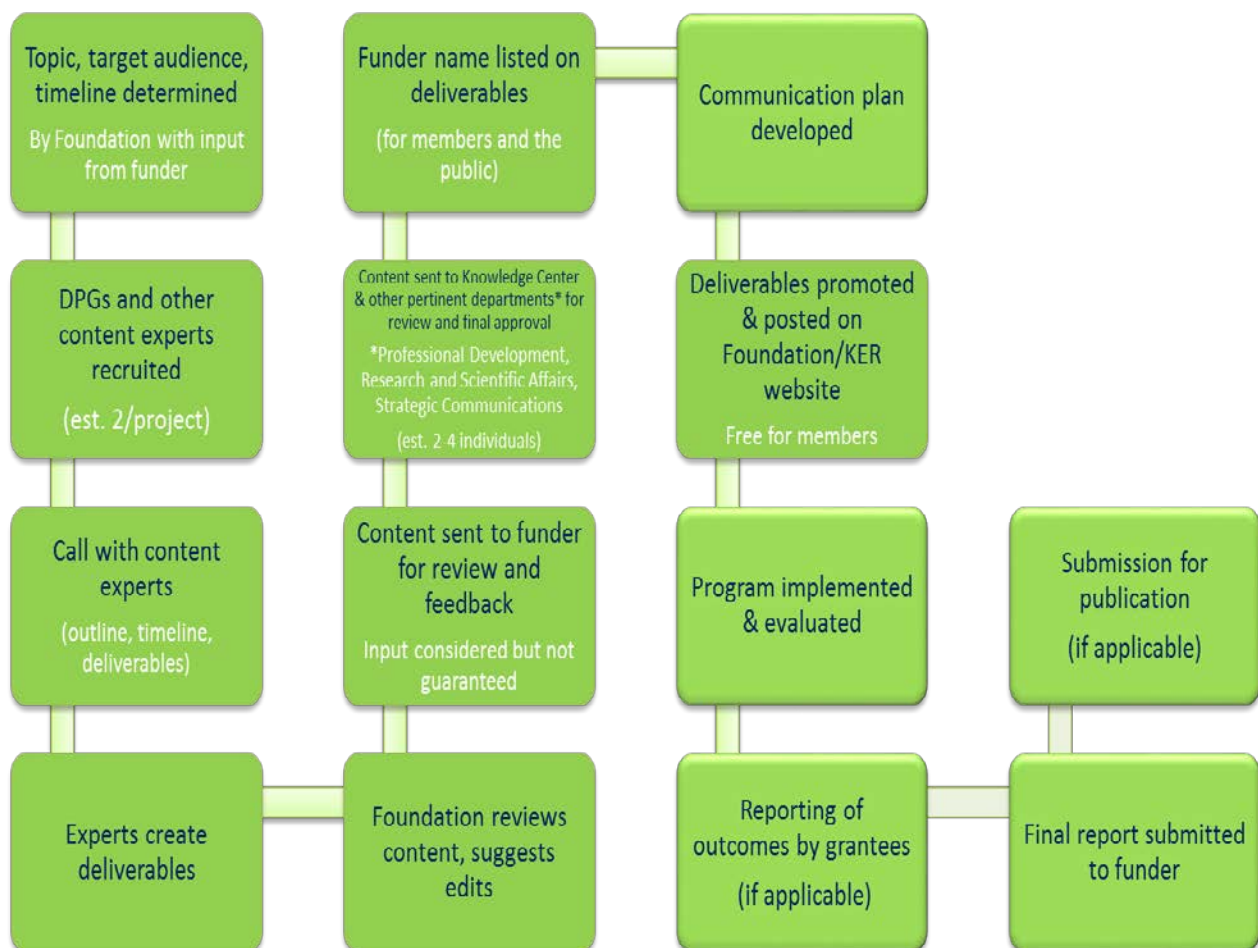 Topic, target audience,
timeline determined
By Foundation with input
from funder
DPGs and other
content experts
recruited
(est. 2/project)
Call with content
experts
(outline, timeline,
deliverables)
Experts create
deliverables
Foundation reviews
content, suggests
edits
Content sent to funder
for review and
feedback
Input considered but not
guaranteed
Content sent to Knowledge Center
& other pertinent departments* for
review and final approval
*Professional Development,
Research and Scientific Affairs,
Strategic Communications
(est. 2 4 individuals)
Funder name listed on
deliverables
(for members and the
public)
Communication plan
developed
Deliverables promoted
& posted on
Foundation/KER
website
Free for members
Program implemented
& evaluated
Reporting of
outcomes by grantees
(if applicable)
Final report submitted
to funder
Submission for
publication
(if applicable)